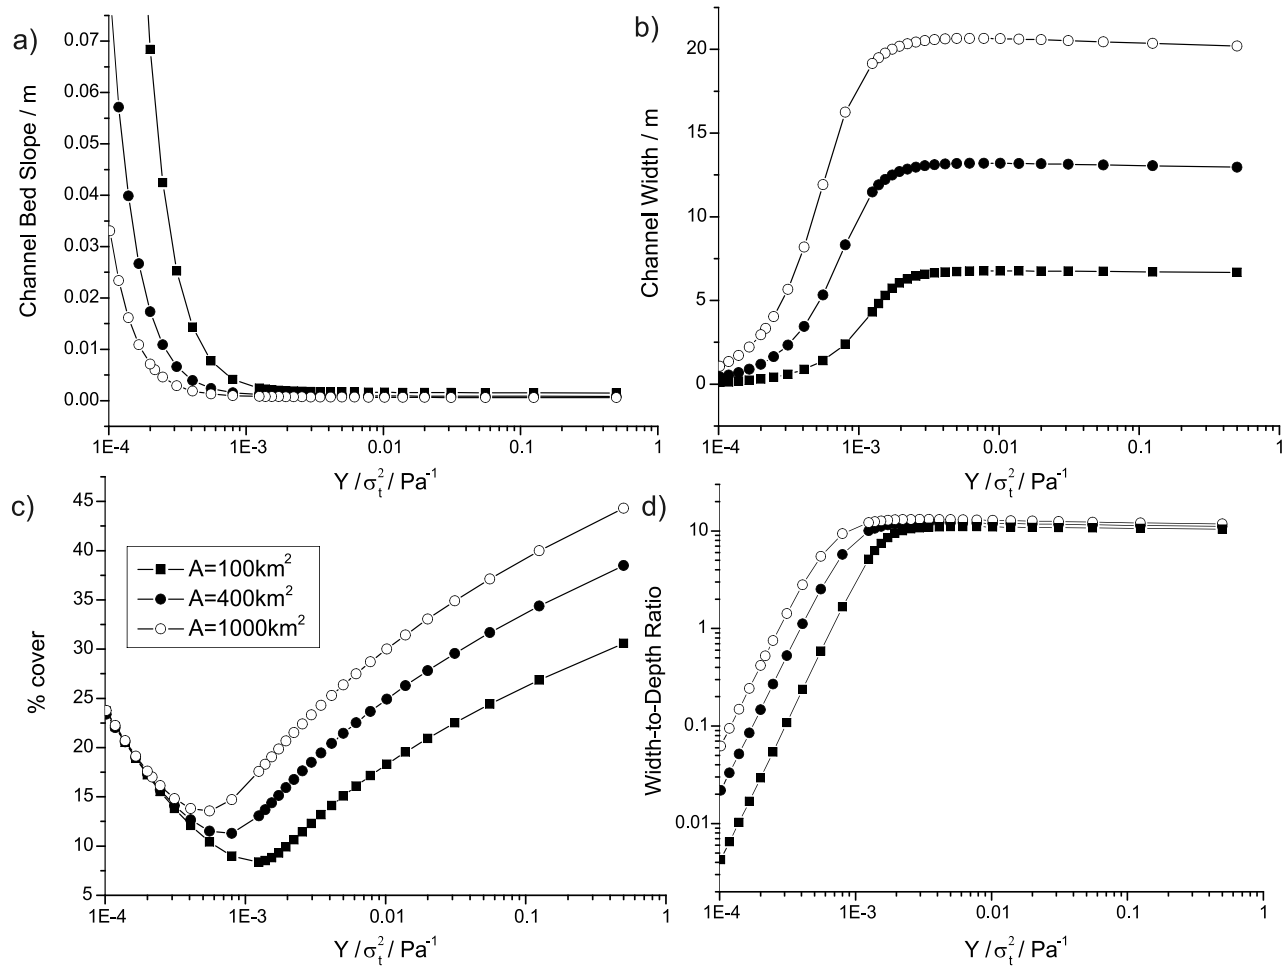 a)
Channel Bed Slope / m
0.07
0.06
0.05
0.04
0.03
0.02
0.01
0.00
1E-4
1E-3
0.01
0.1
1
Y / σt² / Pa⁻¹
b)
Channel Width / m
20
15
10
5
0
1E-4
1E-3
0.01
0.1
1
Y / σt² / Pa⁻¹
c)
% cover
45
40
35
30
25
20
15
10
5
A=100km²
A=400km²
A=1000km²
1E-4
1E-3
0.01
0.1
1
Y / σt² / Pa⁻¹
d)
Width-to-Depth Ratio
10
1
0.1
0.01
1E-4
1E-3
0.01
0.1
1
Y / σt² / Pa⁻¹